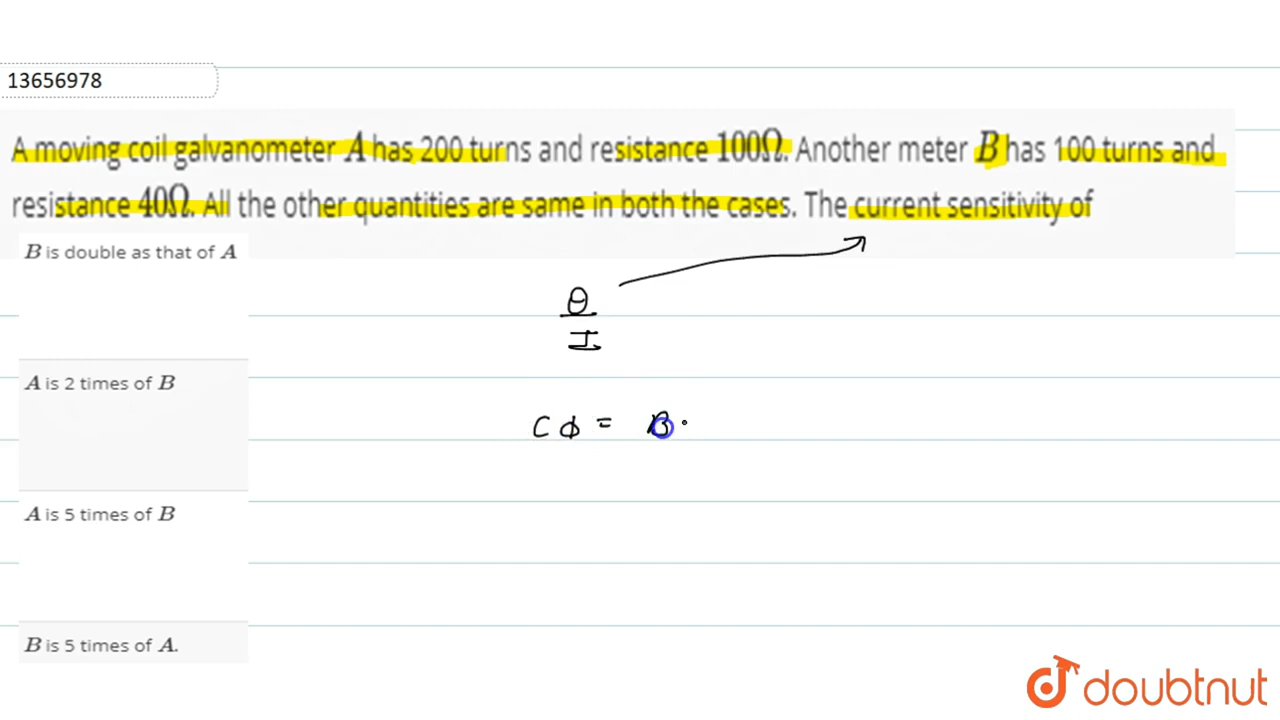 13656978
A moving coil galvanometer A has 200 turns and resistance 100Ω. Another meter B has 100 turns and
resistance 40Ω. All the other quantities are same in both the cases. The current sensitivity of
B is double as that of A
θ
I
A is 2 times of B
C ϕ = B.
A is 5 times of B
B is 5 times of A.
doubtnut